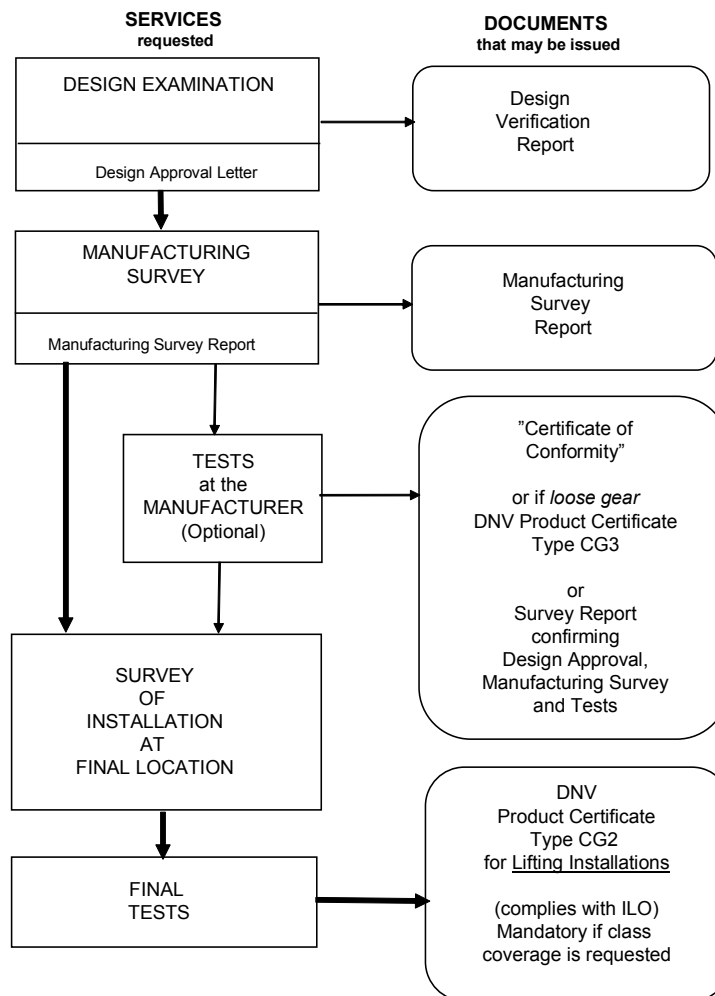 SERVICES
requested
DOCUMENTS
that may be issued
DESIGN EXAMINATION
Design Approval Letter
Design
Verification
Report
MANUFACTURING
SURVEY
Manufacturing Survey Report
Manufacturing
Survey
Report
TESTS
at the
MANUFACTURER
(Optional)
”Certificate of
Conformity”
or if loose gear
DNV Product Certificate
Type CG3
or
Survey Report
confirming
Design Approval,
Manufacturing Survey
and Tests
SURVEY
OF
INSTALLATION
AT
FINAL LOCATION
FINAL
TESTS
DNV
Product Certificate
Type CG2
for Lifting Installations
(complies with ILO)
Mandatory if class
coverage is requested